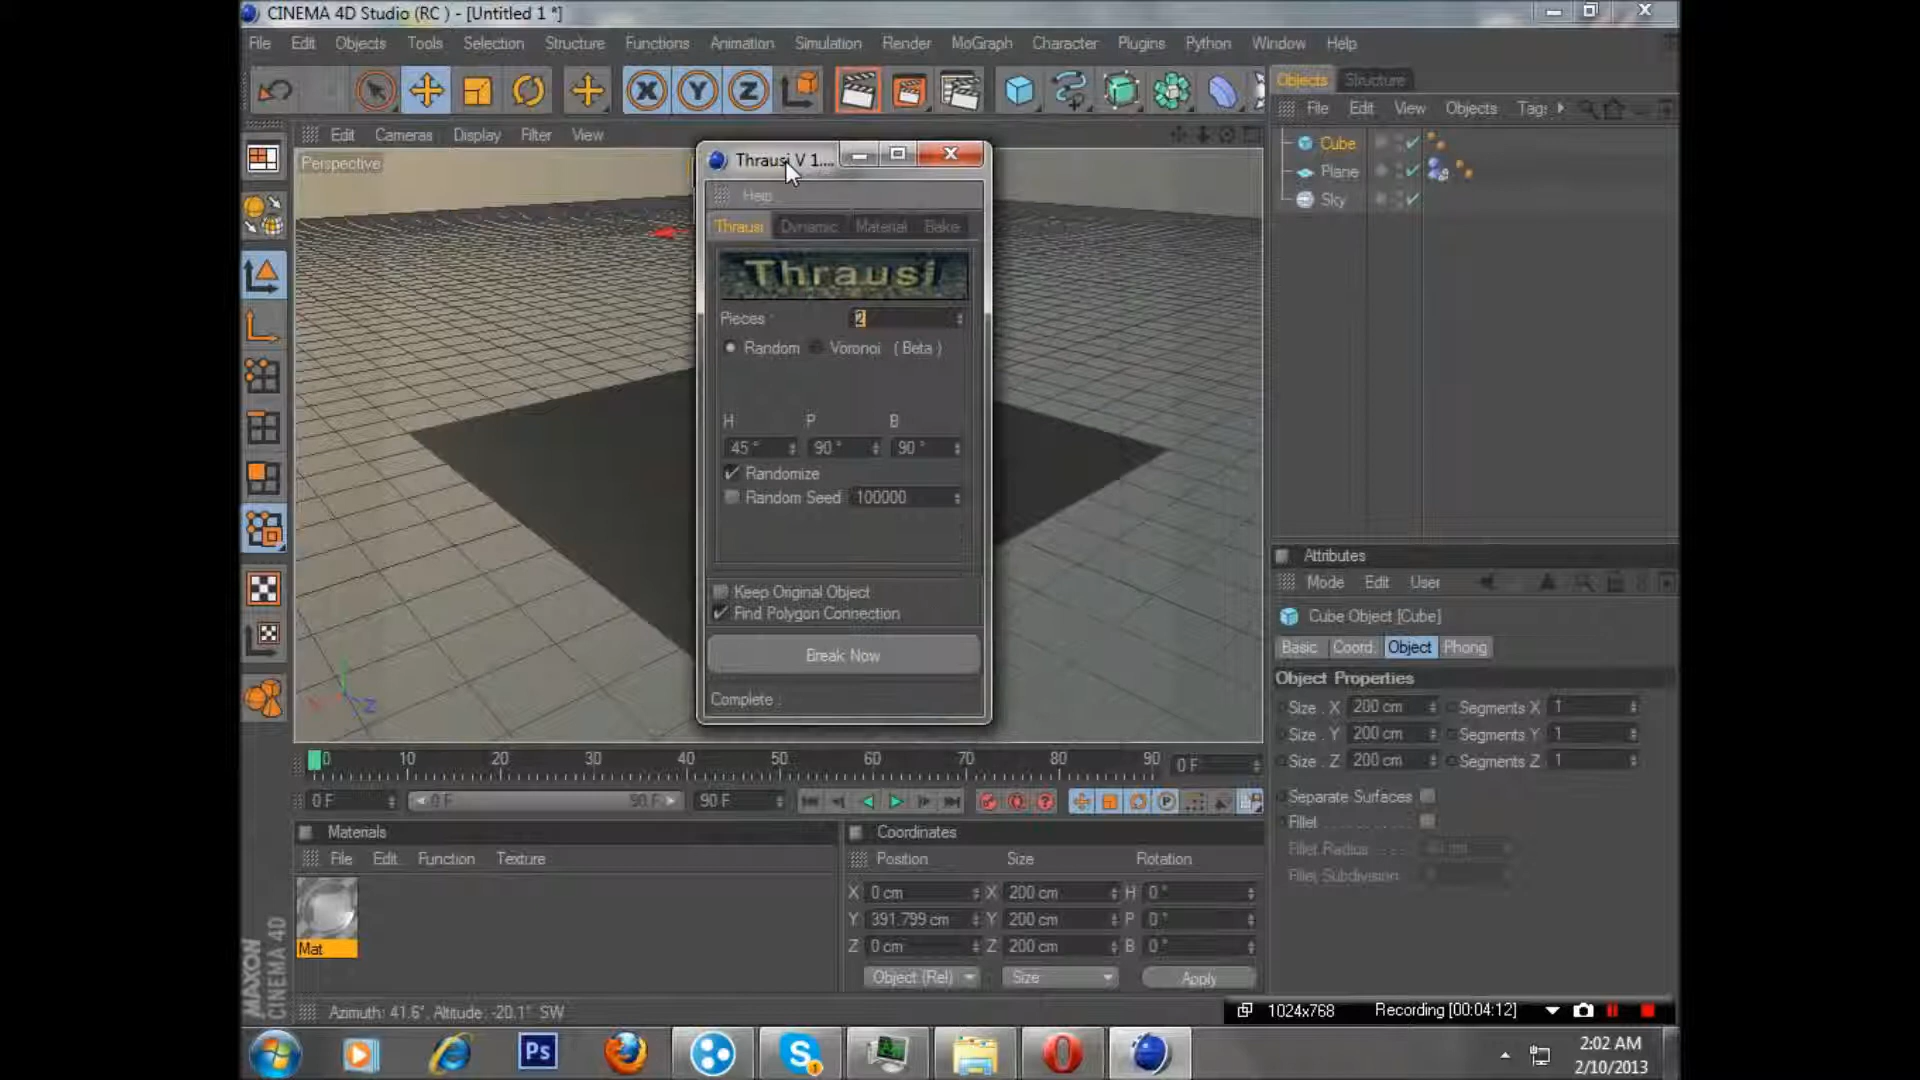 CINEMA 4D Studio (RC ) - [Untitled 1 *]
File Edit Objects Tools Selection Structure Functions Animation Simulation Render MoGraph Character Plugins Python Window Help
X Y Z
Objects Structure
File Edit View Objects Tags
Edit Cameras Display Filter View
Perspective
Cube
Plane
Sky
Thrausi V 1....
Help
Thrausi Dynamic Material Bake
Thrausi
Pieces : 2
Random Voronoi ( Beta )
H P B
45 ° 90 ° 90 °
Randomize
Random Seed 100000
Keep Original Object
Find Polygon Connection
Break Now
Complete :
Attributes
Mode Edit User
Cube Object [Cube]
Basic Coord. Object Phong
Object Properties
Size . X 200 cm Segments X 1
Size . Y 200 cm Segments Y 1
Size . Z 200 cm Segments Z 1
Separate Surfaces
Fillet
Fillet Radius
Fillet Subdivision
Z
0 10 20 30 40 50 60 70 80 90 0 F
0 F 0 F 90 F 90 F
P
Materials
File Edit Function Texture
Mat
Coordinates
Position Size Rotation
X 0 cm X 200 cm H 0 °
Y 391.799 cm Y 200 cm P 0 °
Z 0 cm Z 200 cm B 0 °
Object (Rel) Size Apply
MAXON
CINEMA 4D
Azimuth: 41.6°, Altitude: -20.1° SW
1024x768 Recording [00:04:12]
Ps
S
1
2:02 AM
2/10/2013